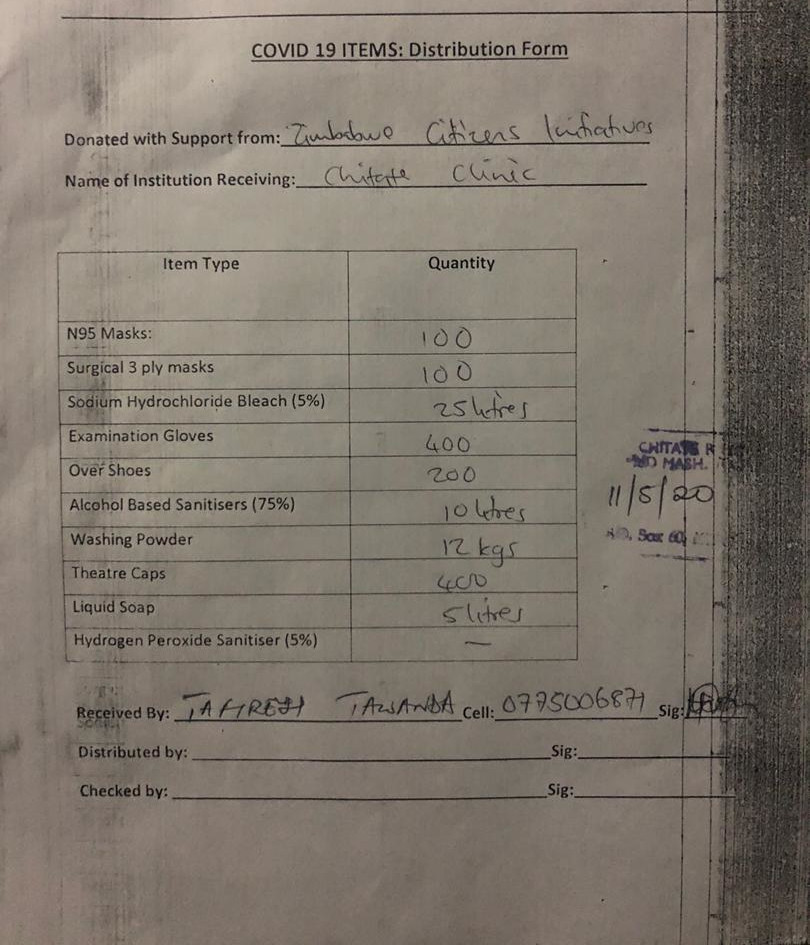 COVID 19 ITEMS: Distribution Form
Donated with Support from: Zimbabwe Citizens Initiatives
Name of Institution Receiving: Clinic
Item Type Quantity
N95 Masks: 100
Surgical 3 ply masks 100
Sodium Hydrochloride Bleach (5%) 25 litres
Examination Gloves 400
Over Shoes 200
Alcohol Based Sanitisers (75%) 10 litres
Washing Powder 12 kgs
Theatre Caps 400
Liquid Soap 5 litres
Hydrogen Peroxide Sanitiser (5%) —
MASH.
11/5/20
Box 60
Received By: TAWANDA Cell: 0775006871 Sig:
Distributed by: Sig:
Checked by: Sig: